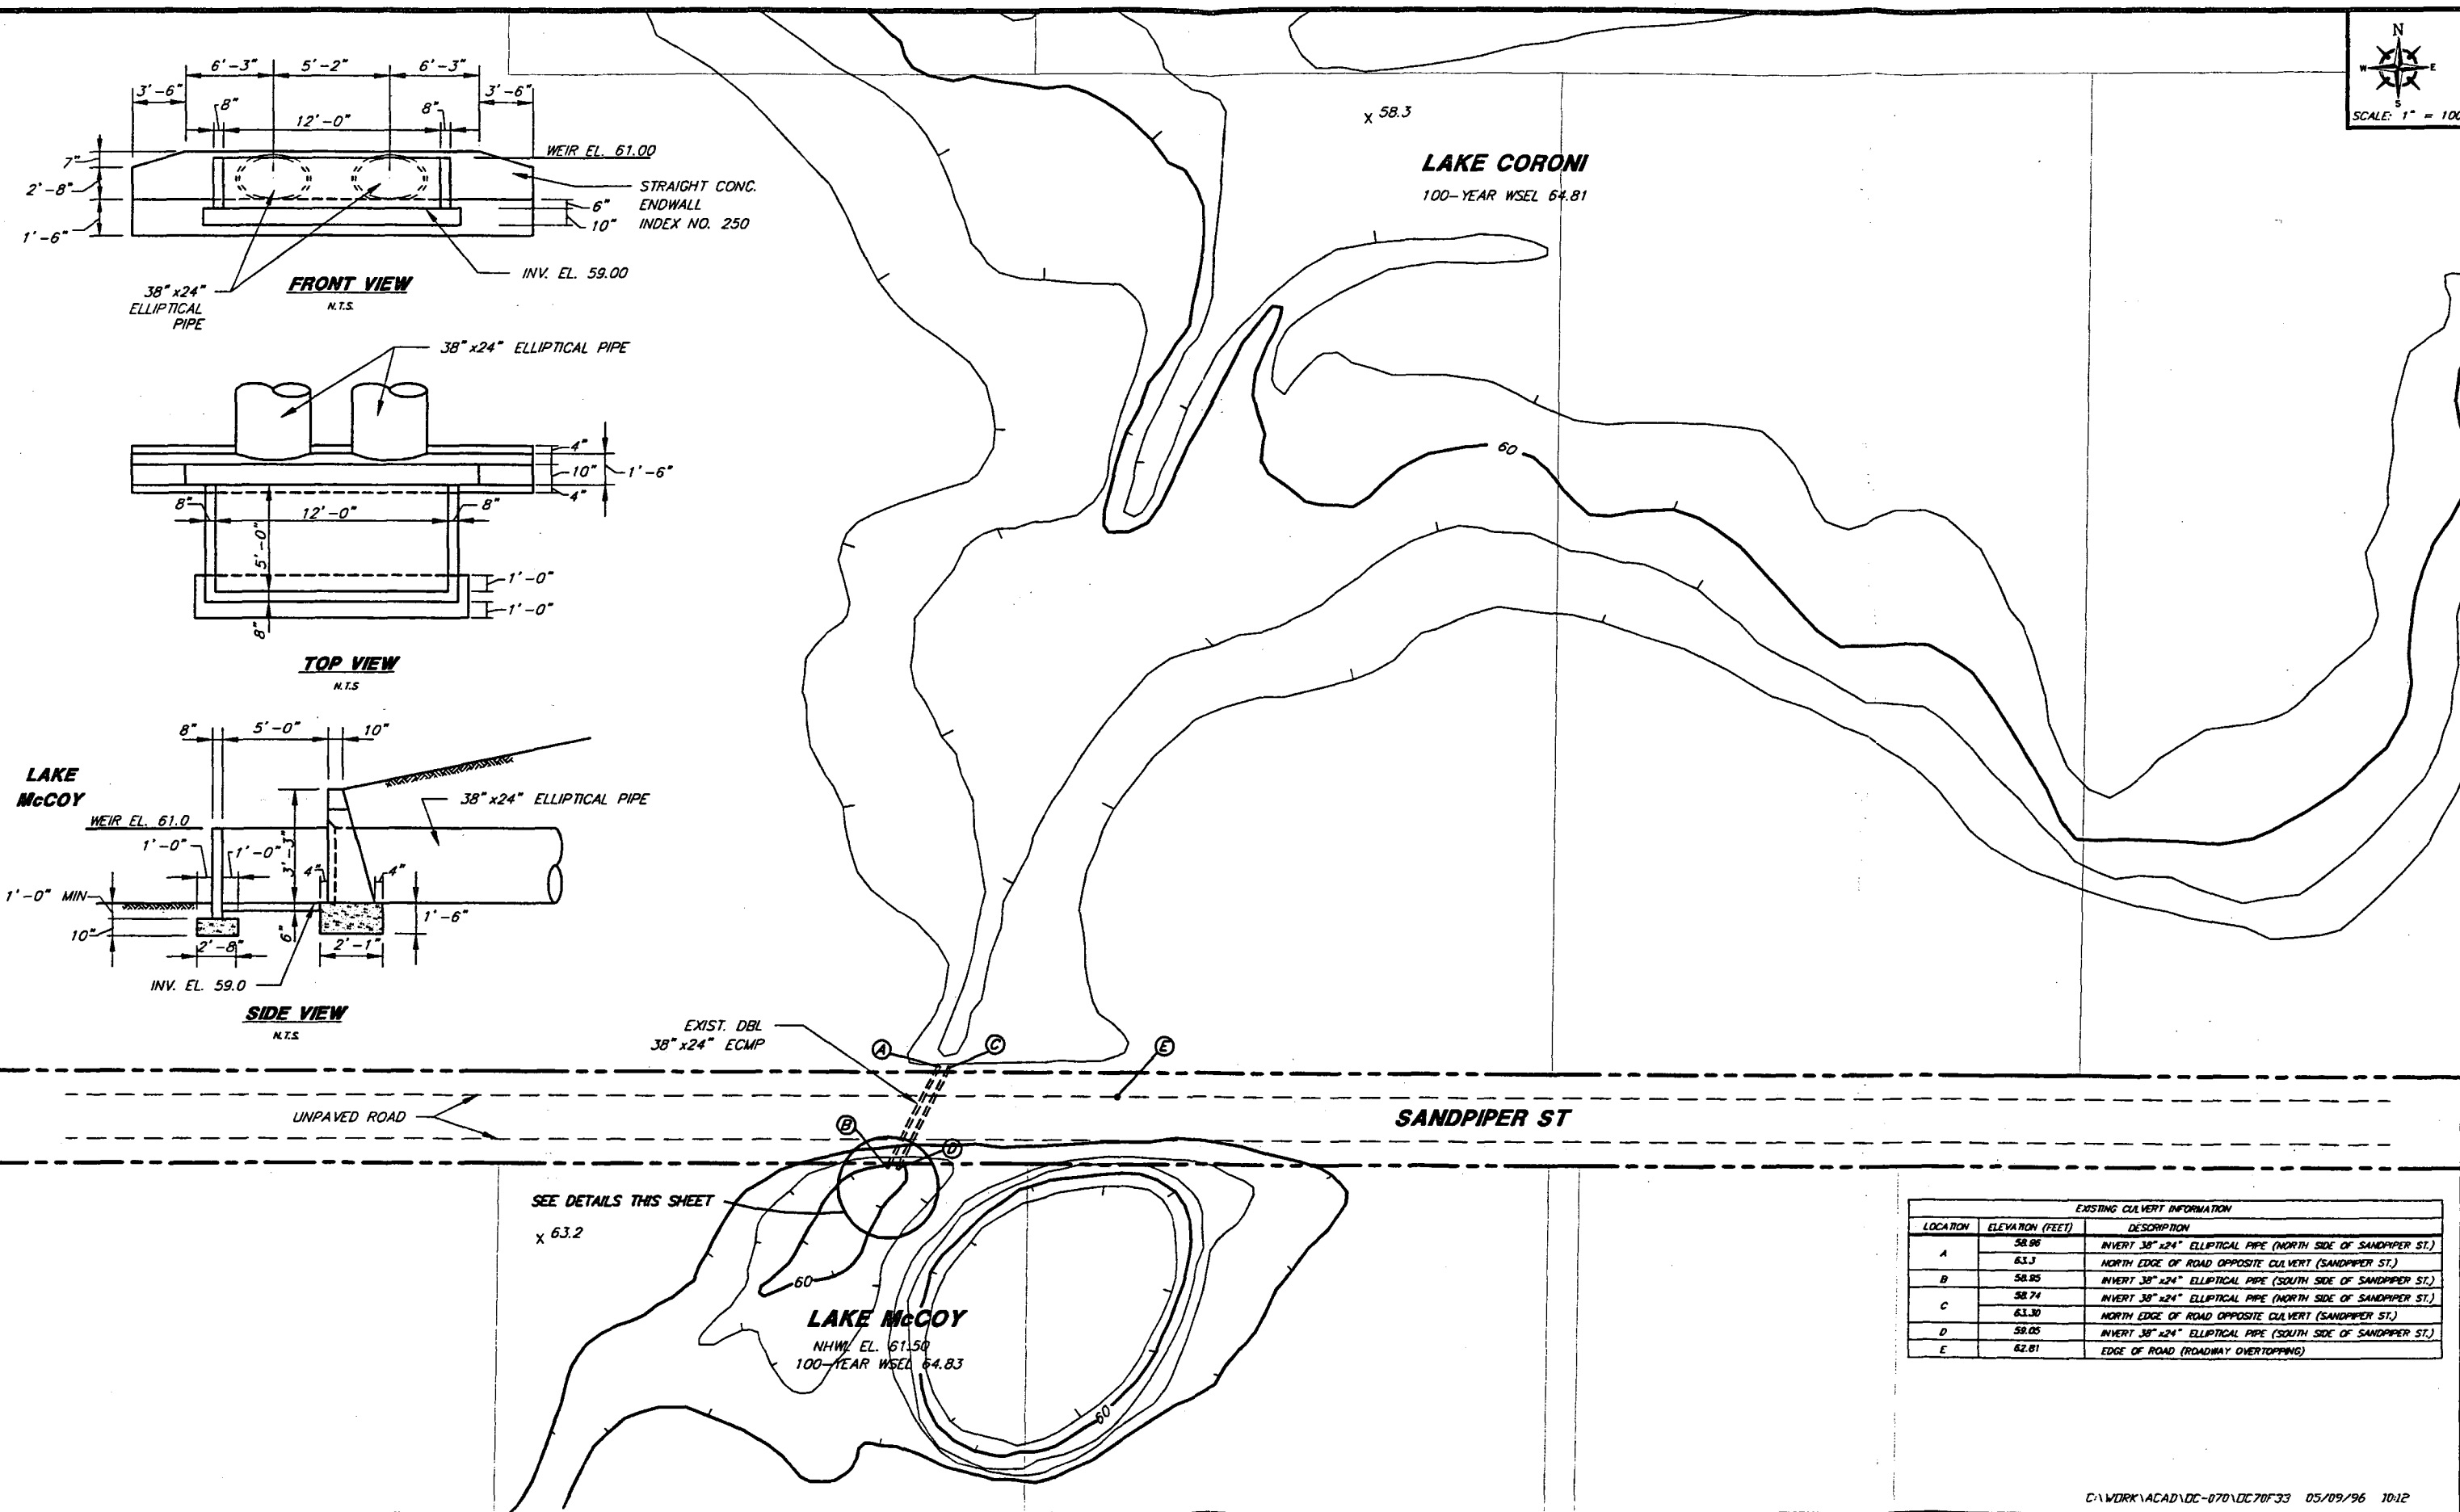 6'-3" 5'-2" 6'-3"
3'-6" 3'-6"
8" 8"
12'-0"
7"
2'-8"
1'-6"
WEIR EL. 61.00
STRAIGHT CONC.
ENDWALL
INDEX NO. 250
6"
10"
INV. EL. 59.00
38"x24"
ELLIPTICAL
PIPE
FRONT VIEW
N.T.S.
38"x24" ELLIPTICAL PIPE
4"
10" 1'-6"
4"
8" 12'-0" 8"
5'-0"
1'-0"
1'-0"
8"
TOP VIEW
N.T.S
8" 5'-0" 10"
LAKE
McCOY
38"x24" ELLIPTICAL PIPE
WEIR EL. 61.0
1'-0" 1'-0"
3'-3"
4" 4"
1'-0" MIN
10"
2'-8"
6"
2'-1"
1'-6"
INV. EL. 59.0
SIDE VIEW
N.T.S.
N
W E
S
SCALE: 1" = 100
x 58.3
LAKE CORONI
100-YEAR WSEL 64.81
60
EXIST. DBL
38"x24" ECMP
A
C
E
UNPAVED ROAD
SANDPIPER ST
B
D
SEE DETAILS THIS SHEET
x 63.2
60
LAKE McCOY
NHWL EL. 61.50
100-YEAR WSEL 64.83
60
EXISTING CULVERT INFORMATION
LOCATION ELEVATION (FEET) DESCRIPTION
A 58.96 INVERT 38"x24" ELLIPTICAL PIPE (NORTH SIDE OF SANDPIPER ST.)
63.3 NORTH EDGE OF ROAD OPPOSITE CULVERT (SANDPIPER ST.)
B 58.95 INVERT 38"x24" ELLIPTICAL PIPE (SOUTH SIDE OF SANDPIPER ST.)
C 58.74 INVERT 38"x24" ELLIPTICAL PIPE (NORTH SIDE OF SANDPIPER ST.)
63.30 NORTH EDGE OF ROAD OPPOSITE CULVERT (SANDPIPER ST.)
D 59.05 INVERT 38"x24" ELLIPTICAL PIPE (SOUTH SIDE OF SANDPIPER ST.)
E 62.81 EDGE OF ROAD (ROADWAY OVERTOPPING)
C:\WORK\ACAD\DC-070\DC70F33 05/09/96 10:12